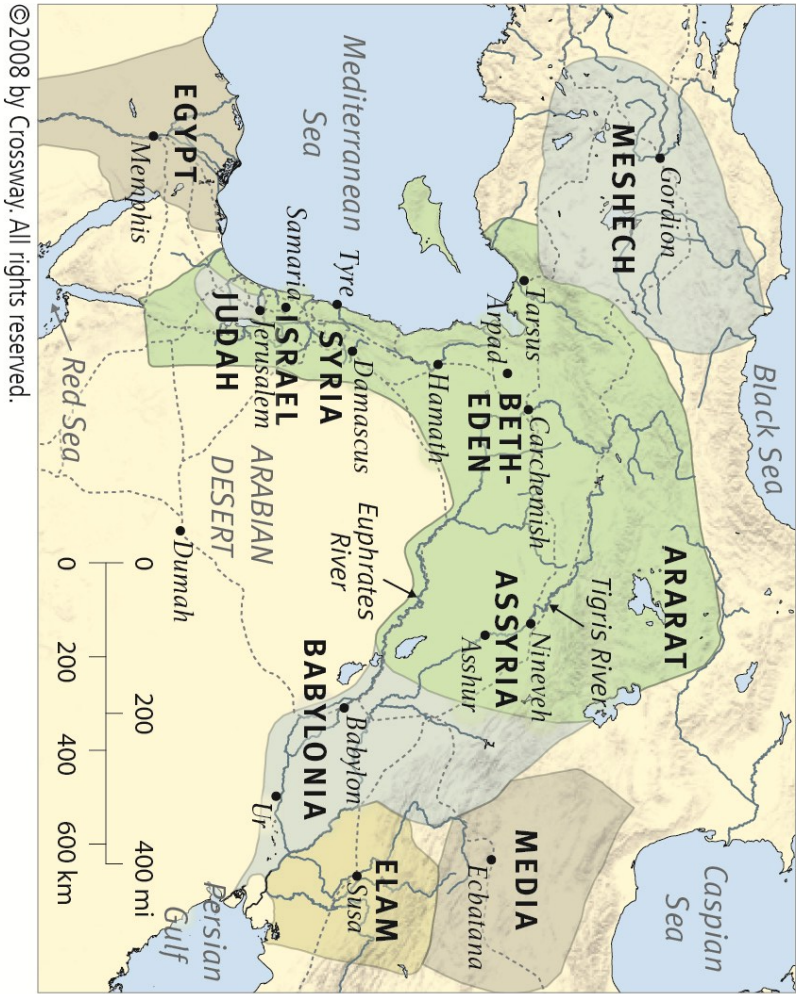 Black Sea
Caspian
Sea
MESHECH
Gordion
ARARAT
Tarsus
Arpad
Carchemish
BETH-
EDEN
Hamath
Tigris River
Nineveh
ASSYRIA
Asshur
MEDIA
Ecbatana
Mediterranean
Sea
Tyre
SYRIA
Damascus
Samaria
ISRAEL
Jerusalem
JUDAH
Euphrates
River
BABYLONIA
Babylon
Ur
ELAM
Susa
ARABIAN
DESERT
Dumah
EGYPT
Memphis
Red Sea
Persian
Gulf
0 200 400 mi
0 200 400 600 km
©2008 by Crossway. All rights reserved.